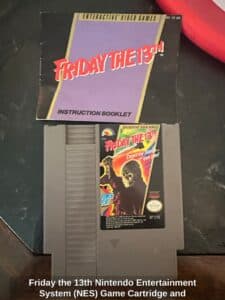 INTERACTIVE VIDEO GAMES
FRIDAY THE 13TH
INSTRUCTION BOOKLET
FRIDAY THE 13TH
Friday the 13th Nintendo Entertainment
System (NES) Game Cartridge and